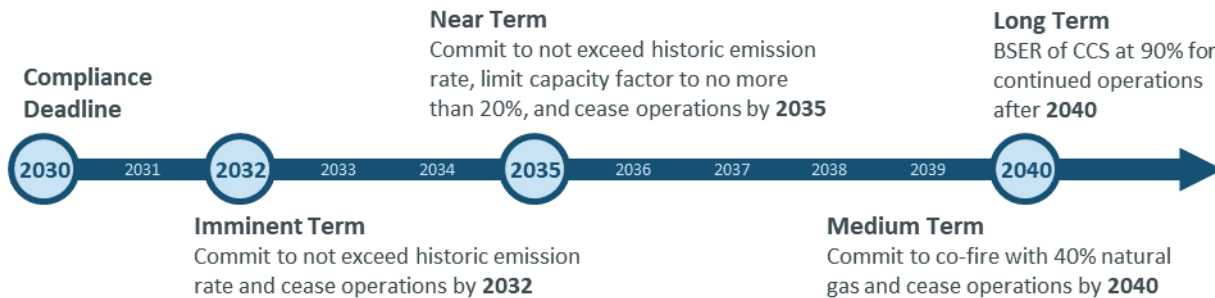 Near Term
Commit to not exceed historic emission
rate, limit capacity factor to no more
than 20%, and cease operations by 2035
Long Term
BSER of CCS at 90% for
continued operations
after 2040
Compliance
Deadline
2030 2031 2032 2033 2034 2035 2036 2037 2038 2039 2040
Imminent Term
Commit to not exceed historic emission
rate and cease operations by 2032
Medium Term
Commit to co-fire with 40% natural
gas and cease operations by 2040